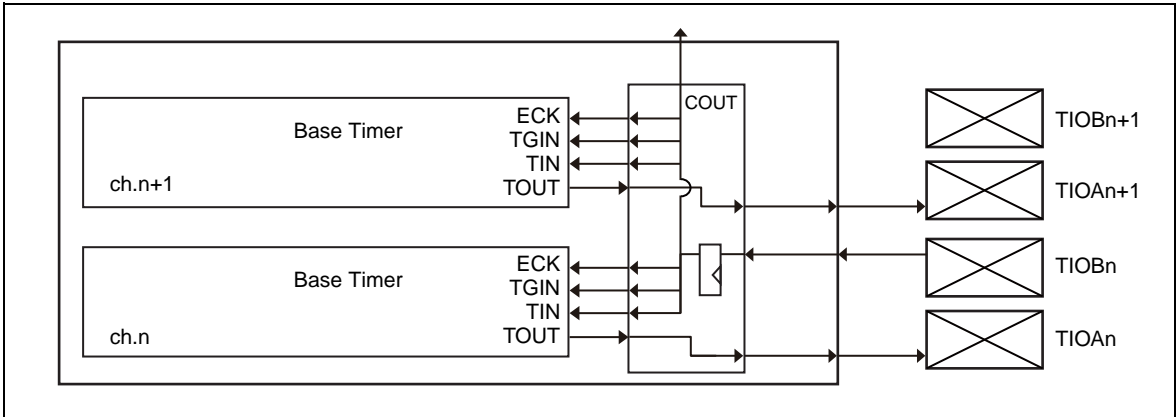 COUT
ECK
TGIN
TIN
TOUT
Base Timer
ch.n+1
ECK
TGIN
TIN
TOUT
Base Timer
ch.n
TIOBn+1
TIOAn+1
TIOBn
TIOAn